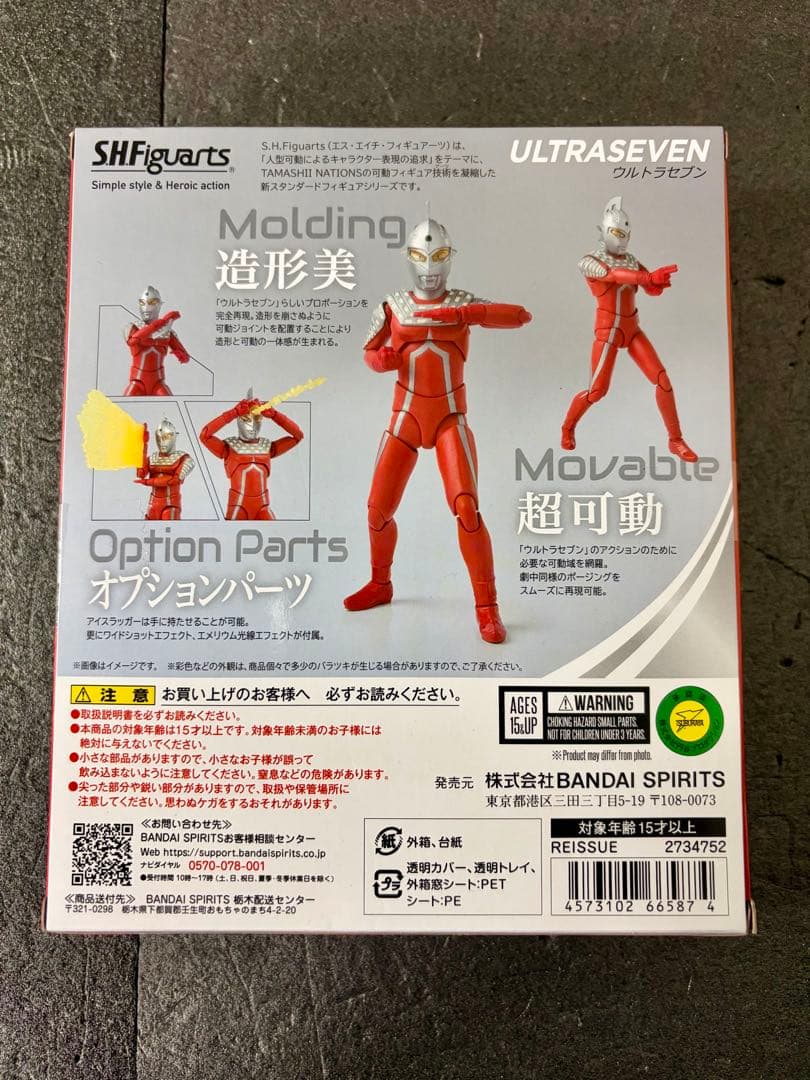 S.H.Figuarts®
Simple style & Heroic action
S.H.Figuarts(エス・エイチ・フィギュアーツ)は、
「人型可動によるキャラクター表現の追求」をテーマに、
TAMASHII NATIONSの可動フィギュア技術を凝縮した
新スタンダードフィギュアシリーズです。
ULTRASEVEN
ウルトラセブン
Molding
造形美
「ウルトラセブン」らしいプロポーションを
完全再現。造形を崩さぬように
可動ジョイントを配置することにより
造形と可動の一体感が生まれる。
Movable
超可動
「ウルトラセブン」のアクションのために
必要な可動域を網羅。
劇中同様のポージングを
スムーズに再現可能。
Option Parts
オプションパーツ
アイスラッガーは手に持たせることが可能。
更にワイドショットエフェクト、エメリウム光線エフェクトが付属。
※画像はイメージです。 ※彩色などの外観は、商品個々で多少のバラツキが生じる場合がありますので、ご了承ください。
注意 お買い上げのお客様へ 必ずお読みください。
●取扱説明書を必ずお読みください。
●本商品の対象年齢は15才以上です。対象年齢未満のお子様には
絶対に与えないでください。
●小さな部品がありますので、小さなお子様が誤って
飲み込まないように注意してください。窒息などの危険があります。
●尖った部分や鋭い部分がありますので、取扱や保管場所に
注意してください。思わぬケガをするおそれがあります。
AGES
15&UP
WARNING
CHOKING HAZARD SMALL PARTS.
NOT FOR CHILDREN UNDER 3 YEARS.
※Product may differ from photo.
発売元 株式会社BANDAI SPIRITS
東京都港区三田三丁目5-19 〒108-0073
≪お問い合わせ先≫
BANDAI SPIRITSお客様相談センター
Web https://support.bandaispirits.co.jp
ナビダイヤル 0570-078-001
●受付時間 10時〜17時(土、日、祝日、夏季・冬季休業日を除く)
≪商品送付先≫ BANDAI SPIRITS 栃木配送センター
〒321-0298 栃木県下都賀郡壬生町おもちゃのまち4-2-20
紙 外箱、台紙
プラ 透明カバー、透明トレイ、
外箱窓シート:PET
シート:PE
対象年齢15才以上
REISSUE 2734752
4573102 66587 4